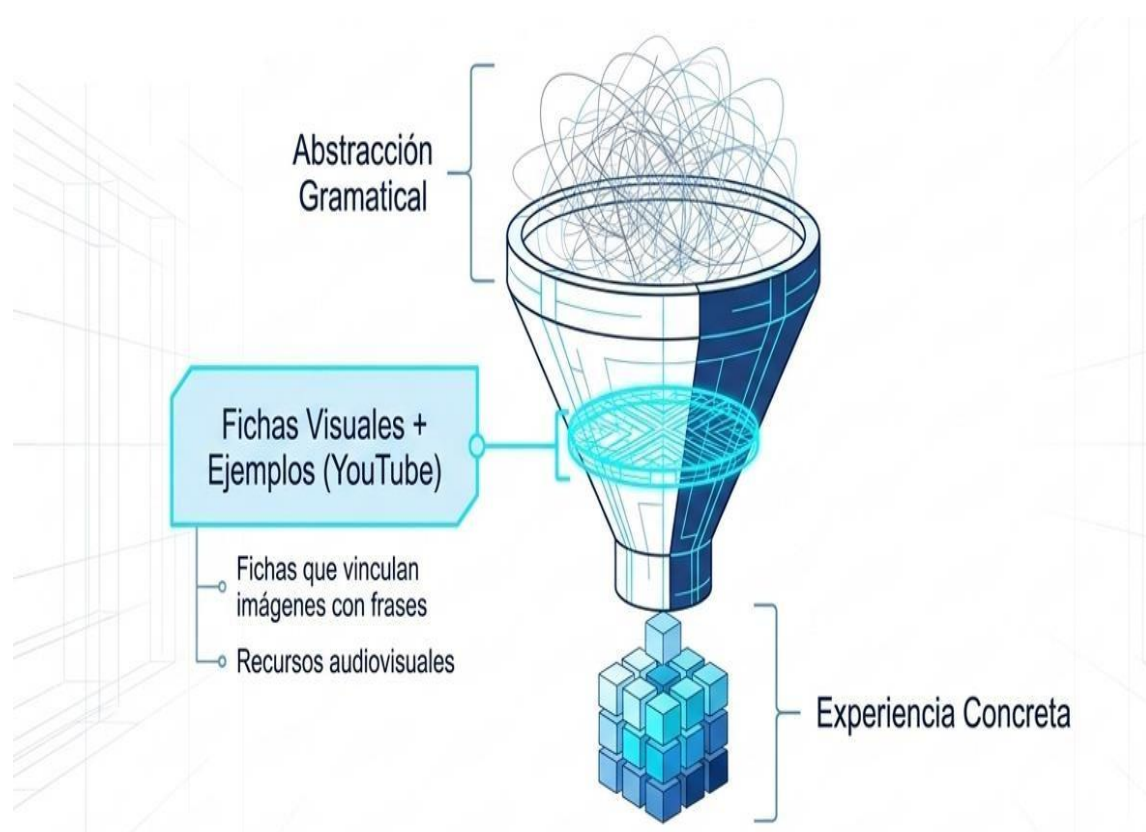 Abstracción
Gramatical
Fichas Visuales +
Ejemplos (YouTube)
Fichas que vinculan
imágenes con frases
Recursos audiovisuales
Experiencia Concreta